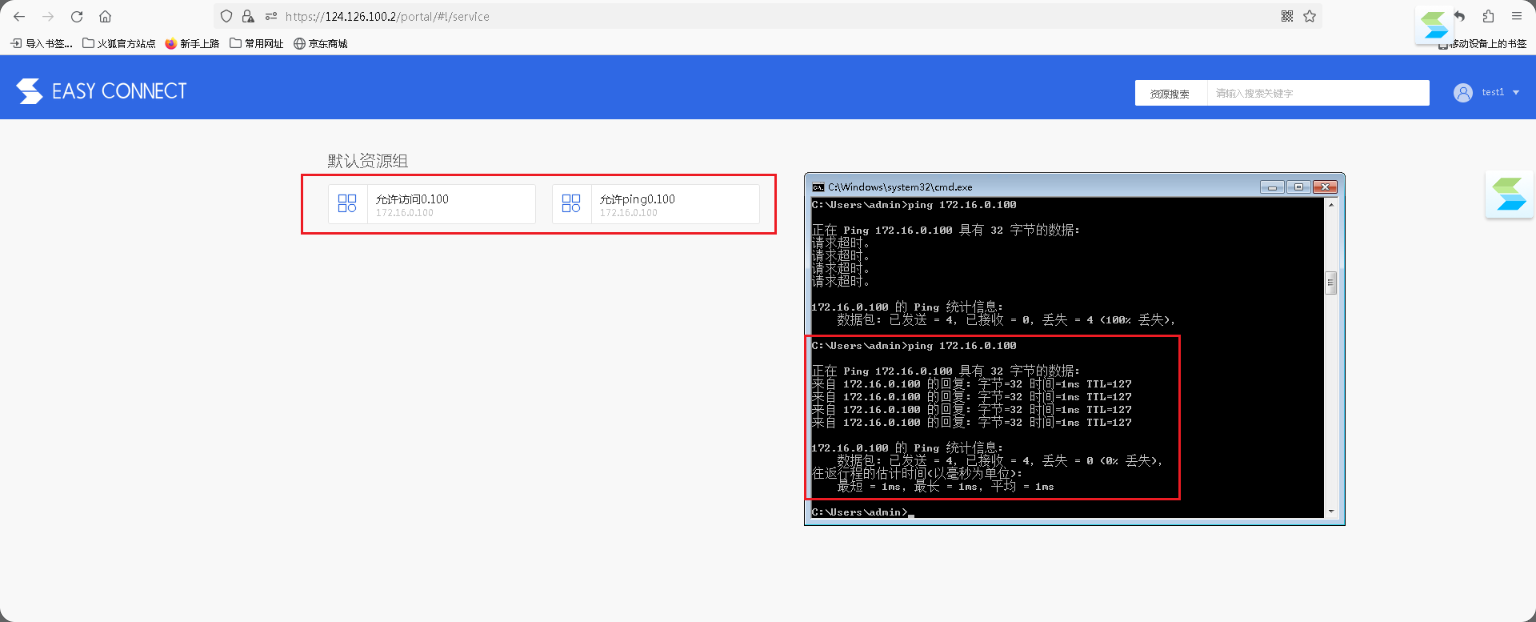 https://124.126.100.2/portal/#!/service
导入书签... 火狐官方站点 新手上路 常用网址 京东商城
移动设备上的书签
EASY CONNECT
资源搜索 请输入搜索关键字 test1
默认资源组
允许访问0.100
172.16.0.100
允许ping0.100
172.16.0.100
C:\Windows\system32\cmd.exe
C:\Users\admin>ping 172.16.0.100
正在 Ping 172.16.0.100 具有 32 字节的数据:
请求超时。
请求超时。
请求超时。
请求超时。
172.16.0.100 的 Ping 统计信息:
数据包: 已发送 = 4, 已接收 = 0, 丢失 = 4 (100% 丢失),
C:\Users\admin>ping 172.16.0.100
正在 Ping 172.16.0.100 具有 32 字节的数据:
来自 172.16.0.100 的回复: 字节=32 时间=1ms TTL=127
来自 172.16.0.100 的回复: 字节=32 时间=1ms TTL=127
来自 172.16.0.100 的回复: 字节=32 时间=1ms TTL=127
来自 172.16.0.100 的回复: 字节=32 时间=1ms TTL=127
172.16.0.100 的 Ping 统计信息:
数据包: 已发送 = 4, 已接收 = 4, 丢失 = 0 (0% 丢失),
往返行程的估计时间(以毫秒为单位):
最短 = 1ms, 最长 = 1ms, 平均 = 1ms
C:\Users\admin>_